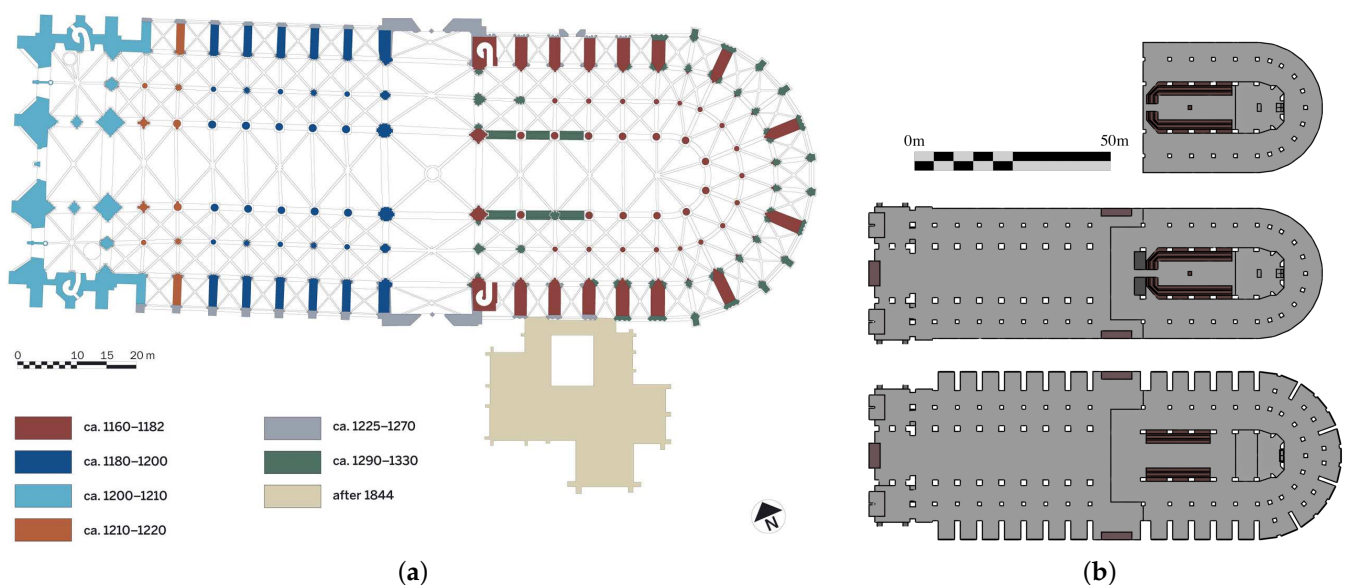 0 10 15 20 m
ca. 1160–1182
ca. 1180–1200
ca. 1200–1210
ca. 1210–1220
ca. 1225–1270
ca. 1290–1330
after 1844
N
(a)
0m 50m
(b)